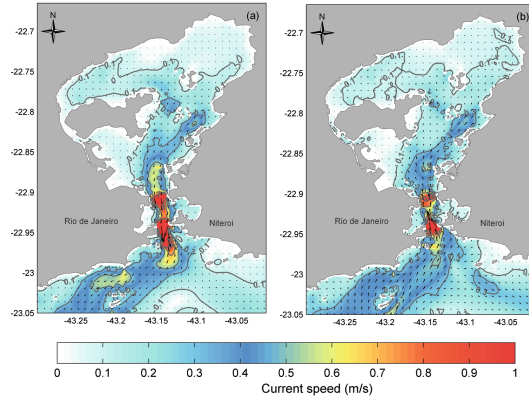 N (a)
N (b)
-22.7 -22.7
-22.75 -22.75
-22.8 -22.8
-22.85 -22.85
-22.9 -22.9
Rio de Janeiro Niteroi Rio de Janeiro Niteroi
-22.95 -22.95
-23 -23
-23.05 -23.05
-43.25 -43.2 -43.15 -43.1 -43.05 -43.25 -43.2 -43.15 -43.1 -43.05
0 0.1 0.2 0.3 0.4 0.5 0.6 0.7 0.8 0.9 1
Current speed (m/s)